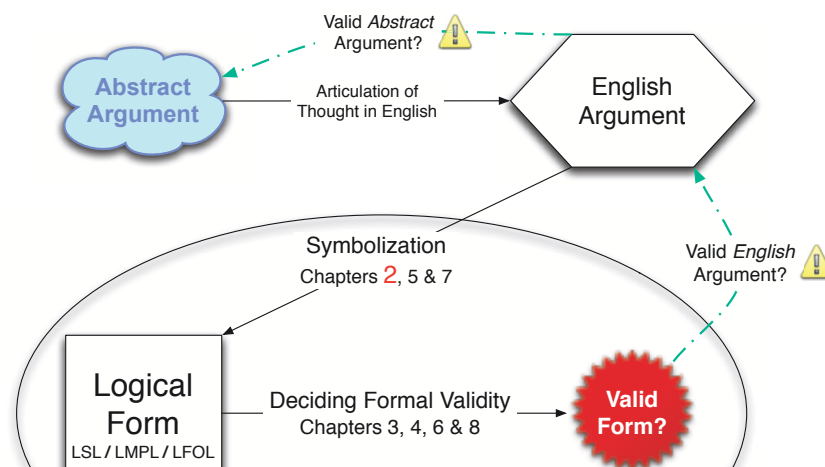 Valid Abstract
Argument?
Abstract
Argument
Articulation of
Thought in English
English
Argument
Symbolization
Chapters 2, 5 & 7
Valid English
Argument?
Logical
Form
LSL / LMPL / LFOL
Deciding Formal Validity
Chapters 3, 4, 6 & 8
Valid
Form?